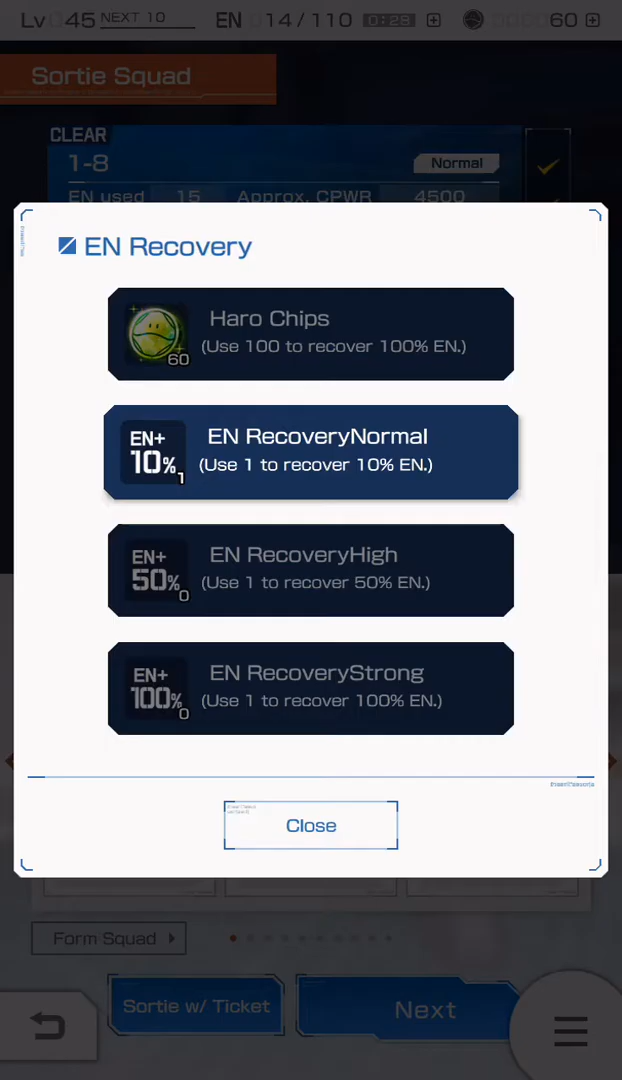 Lv 045 NEXT 10 EN 014/110 0:28 000060
Sortie Squad
CLEAR
1-8
Normal
EN used 15 Approx. CPWR 4500
EN Recovery
Haro Chips
(Use 100 to recover 100% EN.)
60
EN RecoveryNormal
(Use 1 to recover 10% EN.)
EN+
10%
1
EN RecoveryHigh
(Use 1 to recover 50% EN.)
EN+
50%
0
EN RecoveryStrong
(Use 1 to recover 100% EN.)
EN+
100%
0
Close
Form Squad
Sortie w/ Ticket
Next